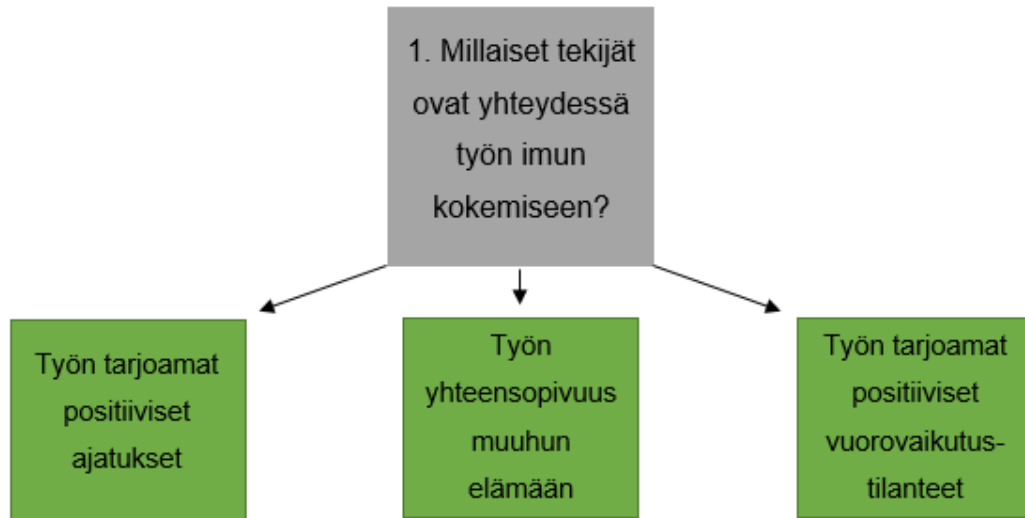 1. Millaiset tekijät
ovat yhteydessä
työn imun
kokemiseen?
Työn tarjoamat
positiiviset
ajatukset
Työn
yhteensopivuus
muuhun
elämään
Työn tarjoamat
positiiviset
vuorovaikutus-
tilanteet